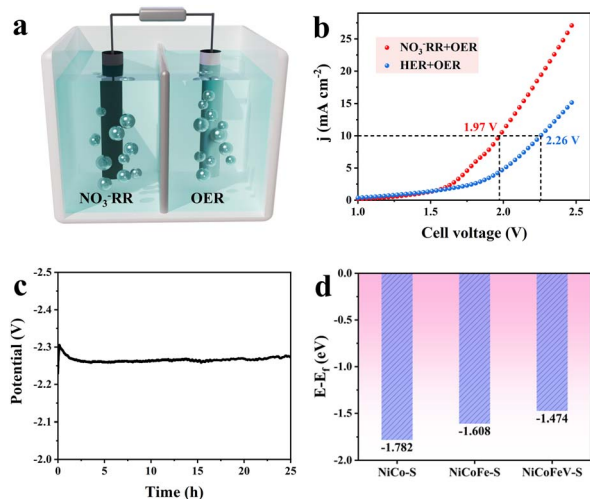 a
NO₃⁻RR
OER
b
NO₃⁻RR+OER
HER+OER
1.97 V
2.26 V
25
20
15
10
5
0
j (mA cm⁻²)
1.0 1.5 2.0 2.5
Cell voltage (V)
c
-2.5
-2.4
-2.3
-2.2
-2.1
-2.0
Potential (V)
0 5 10 15 20 25
Time (h)
d
0.0
-0.5
-1.0
-1.5
-2.0
E-E_f (eV)
-1.782
-1.608
-1.474
NiCo-S NiCoFe-S NiCoFeV-S